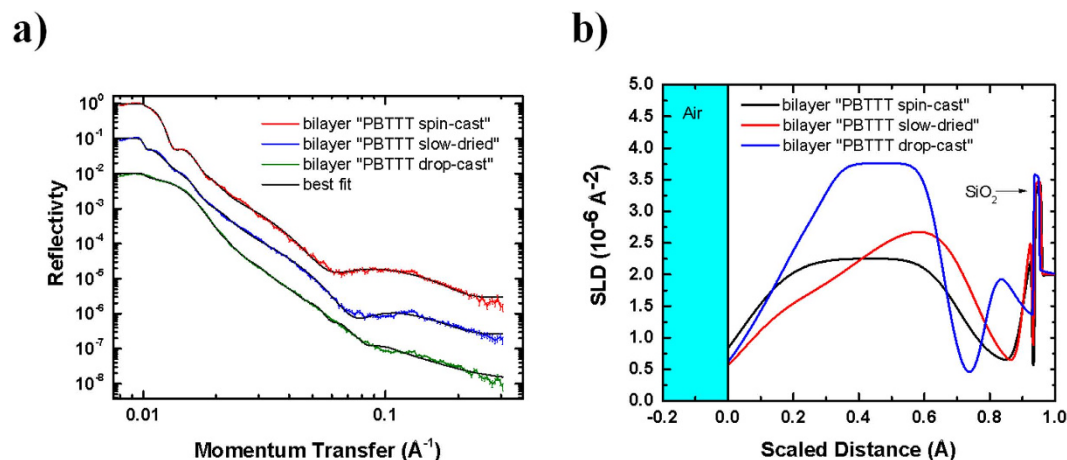 a)
10⁰
10⁻¹
10⁻²
10⁻³
10⁻⁴
10⁻⁵
10⁻⁶
10⁻⁷
10⁻⁸
Reflectivty
bilayer "PBTTT spin-cast"
bilayer "PBTTT slow-dried"
bilayer "PBTTT drop-cast"
best fit
0.01 0.1
Momentum Transfer (Å⁻¹)
b)
5.0
4.5
4.0
3.5
3.0
2.5
2.0
1.5
1.0
0.5
0.0
SLD (10⁻⁶ A⁻²)
Air
bilayer "PBTTT spin-cast"
bilayer "PBTTT slow-dried"
bilayer "PBTTT drop-cast"
SiO₂
-0.2 0.0 0.2 0.4 0.6 0.8 1.0
Scaled Distance (Å)